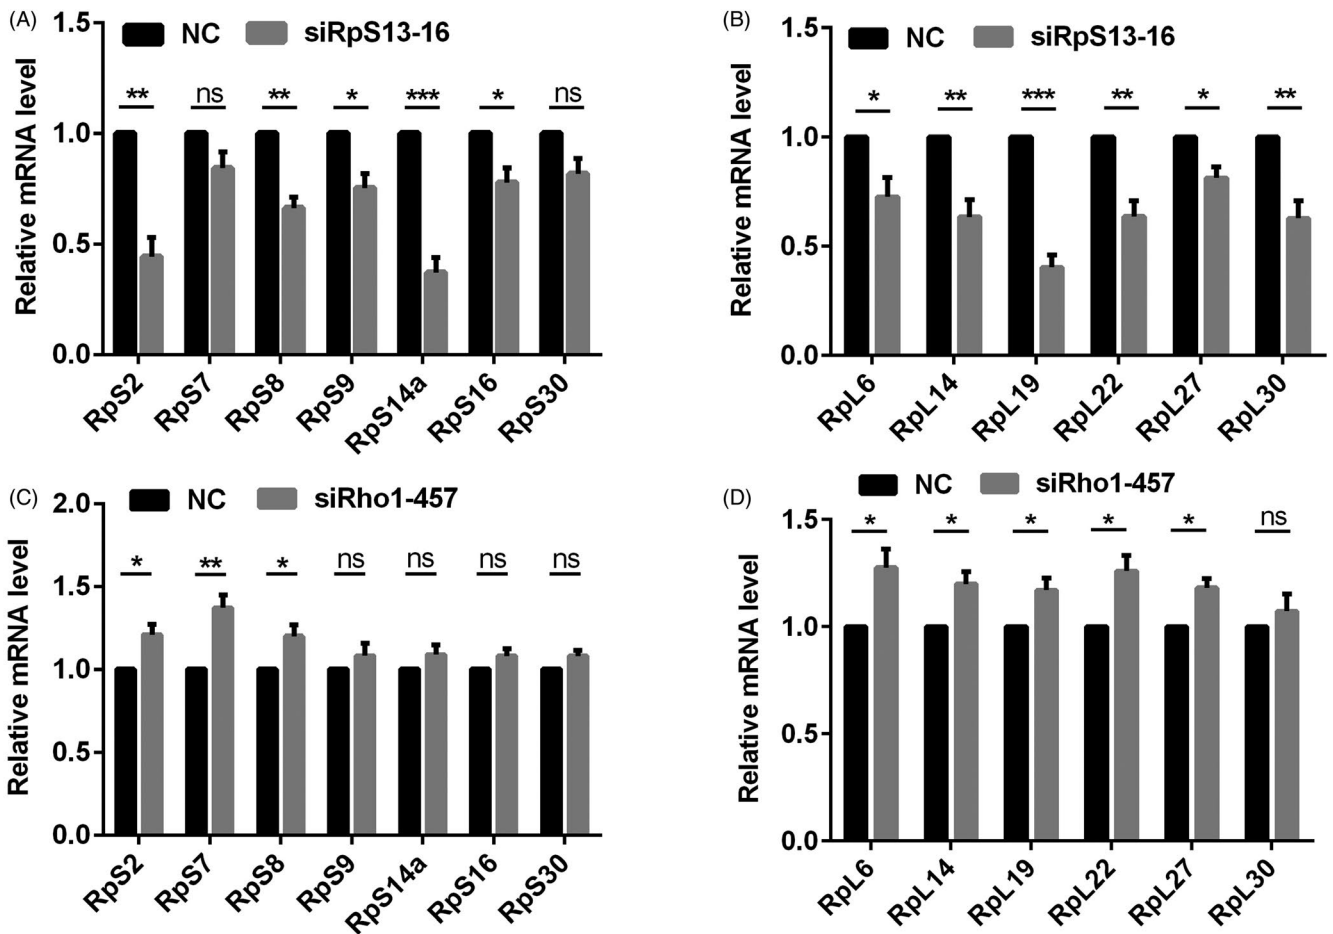 (A)
NC siRpS13-16
Relative mRNA level
1.5
1.0
0.5
0.0
** ns ** * *** * ns
RpS2 RpS7 RpS8 RpS9 RpS14a RpS16 RpS30
(B)
NC siRpS13-16
Relative mRNA level
1.5
1.0
0.5
0.0
* ** *** ** * **
RpL6 RpL14 RpL19 RpL22 RpL27 RpL30
(C)
NC siRho1-457
Relative mRNA level
2.0
1.5
1.0
0.5
0.0
* ** * ns ns ns ns
RpS2 RpS7 RpS8 RpS9 RpS14a RpS16 RpS30
(D)
NC siRho1-457
Relative mRNA level
1.5
1.0
0.5
0.0
* * * * * ns
RpL6 RpL14 RpL19 RpL22 RpL27 RpL30